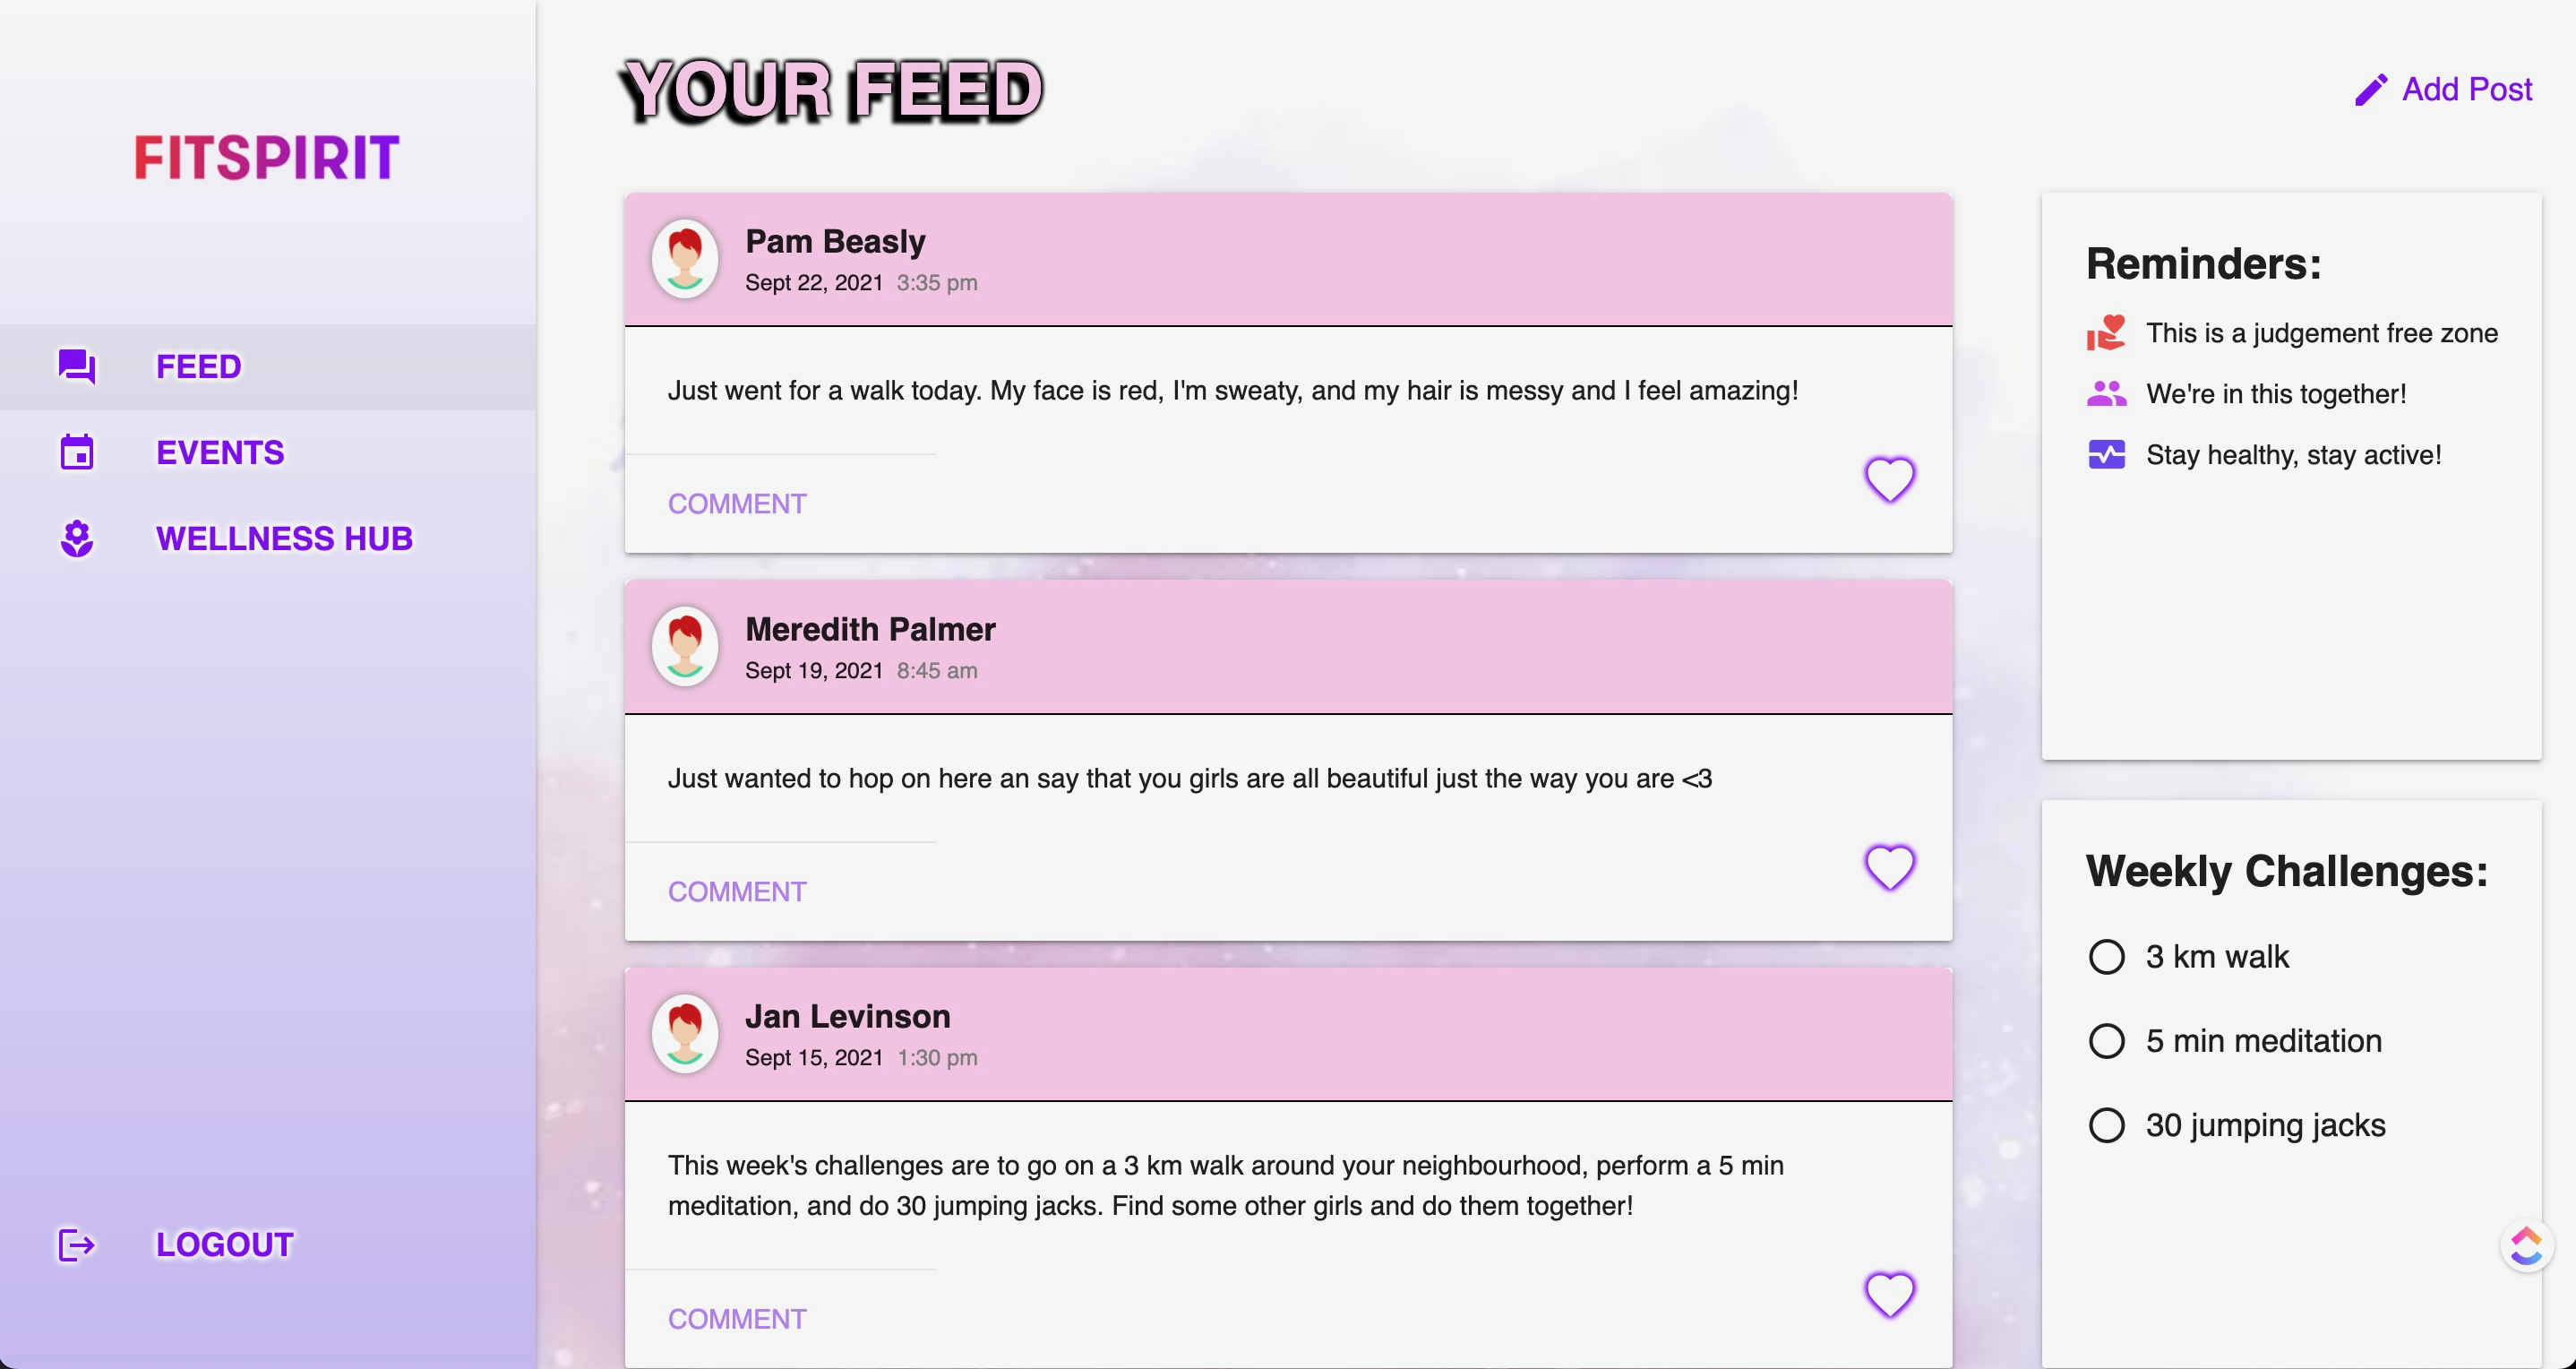 FITSPIRIT
FEED
EVENTS
WELLNESS HUB
LOGOUT
YOUR FEED
Add Post
Pam Beasly
Sept 22, 2021 3:35 pm
Just went for a walk today. My face is red, I'm sweaty, and my hair is messy and I feel amazing!
COMMENT
Meredith Palmer
Sept 19, 2021 8:45 am
Just wanted to hop on here an say that you girls are all beautiful just the way you are <3
COMMENT
Jan Levinson
Sept 15, 2021 1:30 pm
This week's challenges are to go on a 3 km walk around your neighbourhood, perform a 5 min
meditation, and do 30 jumping jacks. Find some other girls and do them together!
COMMENT
Reminders:
This is a judgement free zone
We're in this together!
Stay healthy, stay active!
Weekly Challenges:
3 km walk
5 min meditation
30 jumping jacks